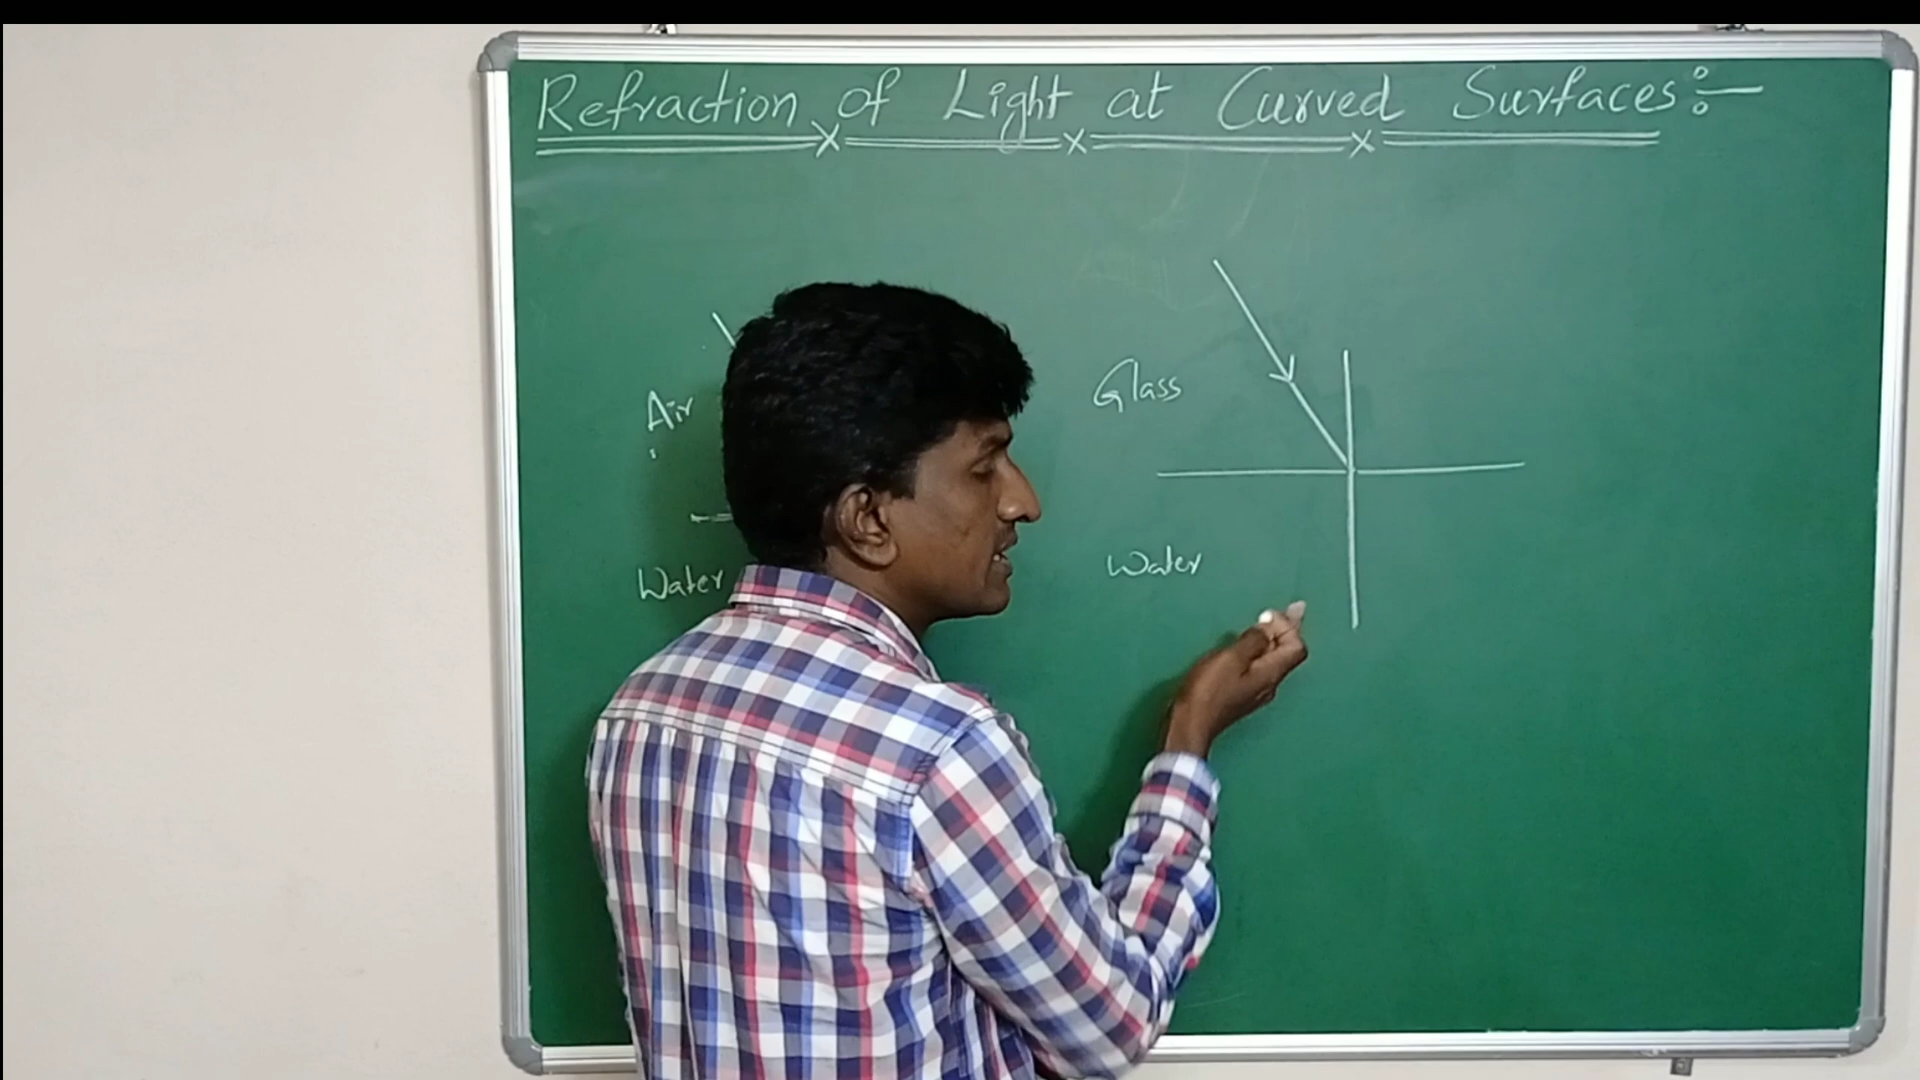 Refraction of Light at Curved Surfaces:-
Air
Water
Glass
Water